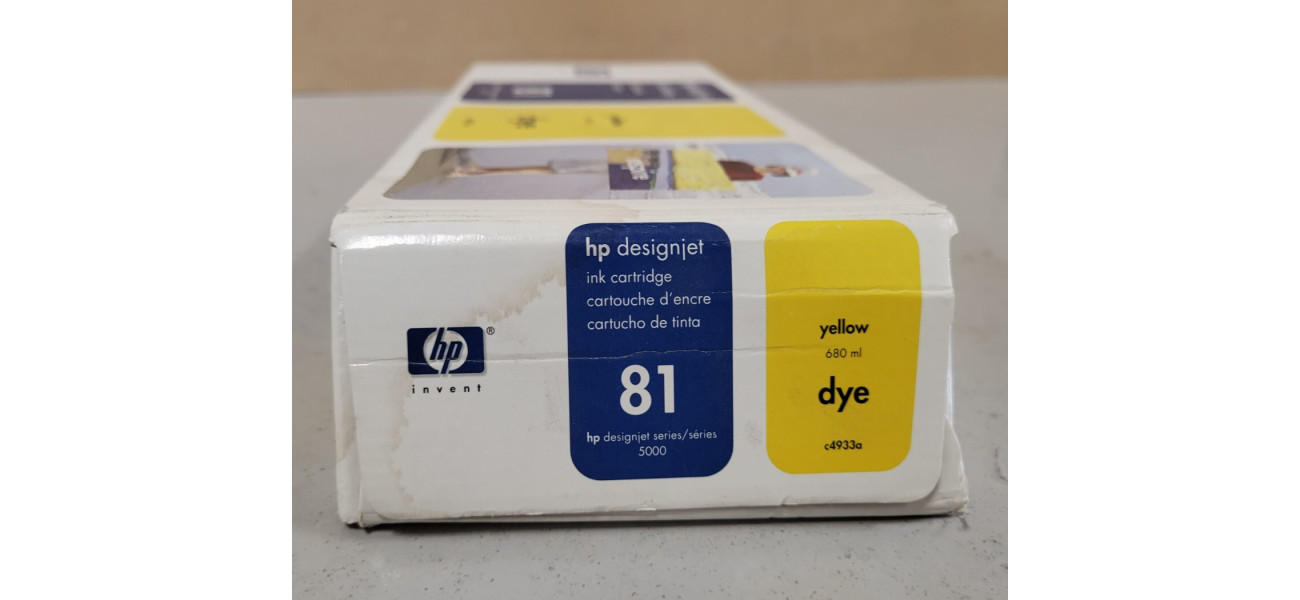 hp
®
invent
hp designjet
ink cartridge
cartouche d'encre
cartucho de tinta
81
hp designjet series/séries
5000
yellow
680 ml
dye
c4933a